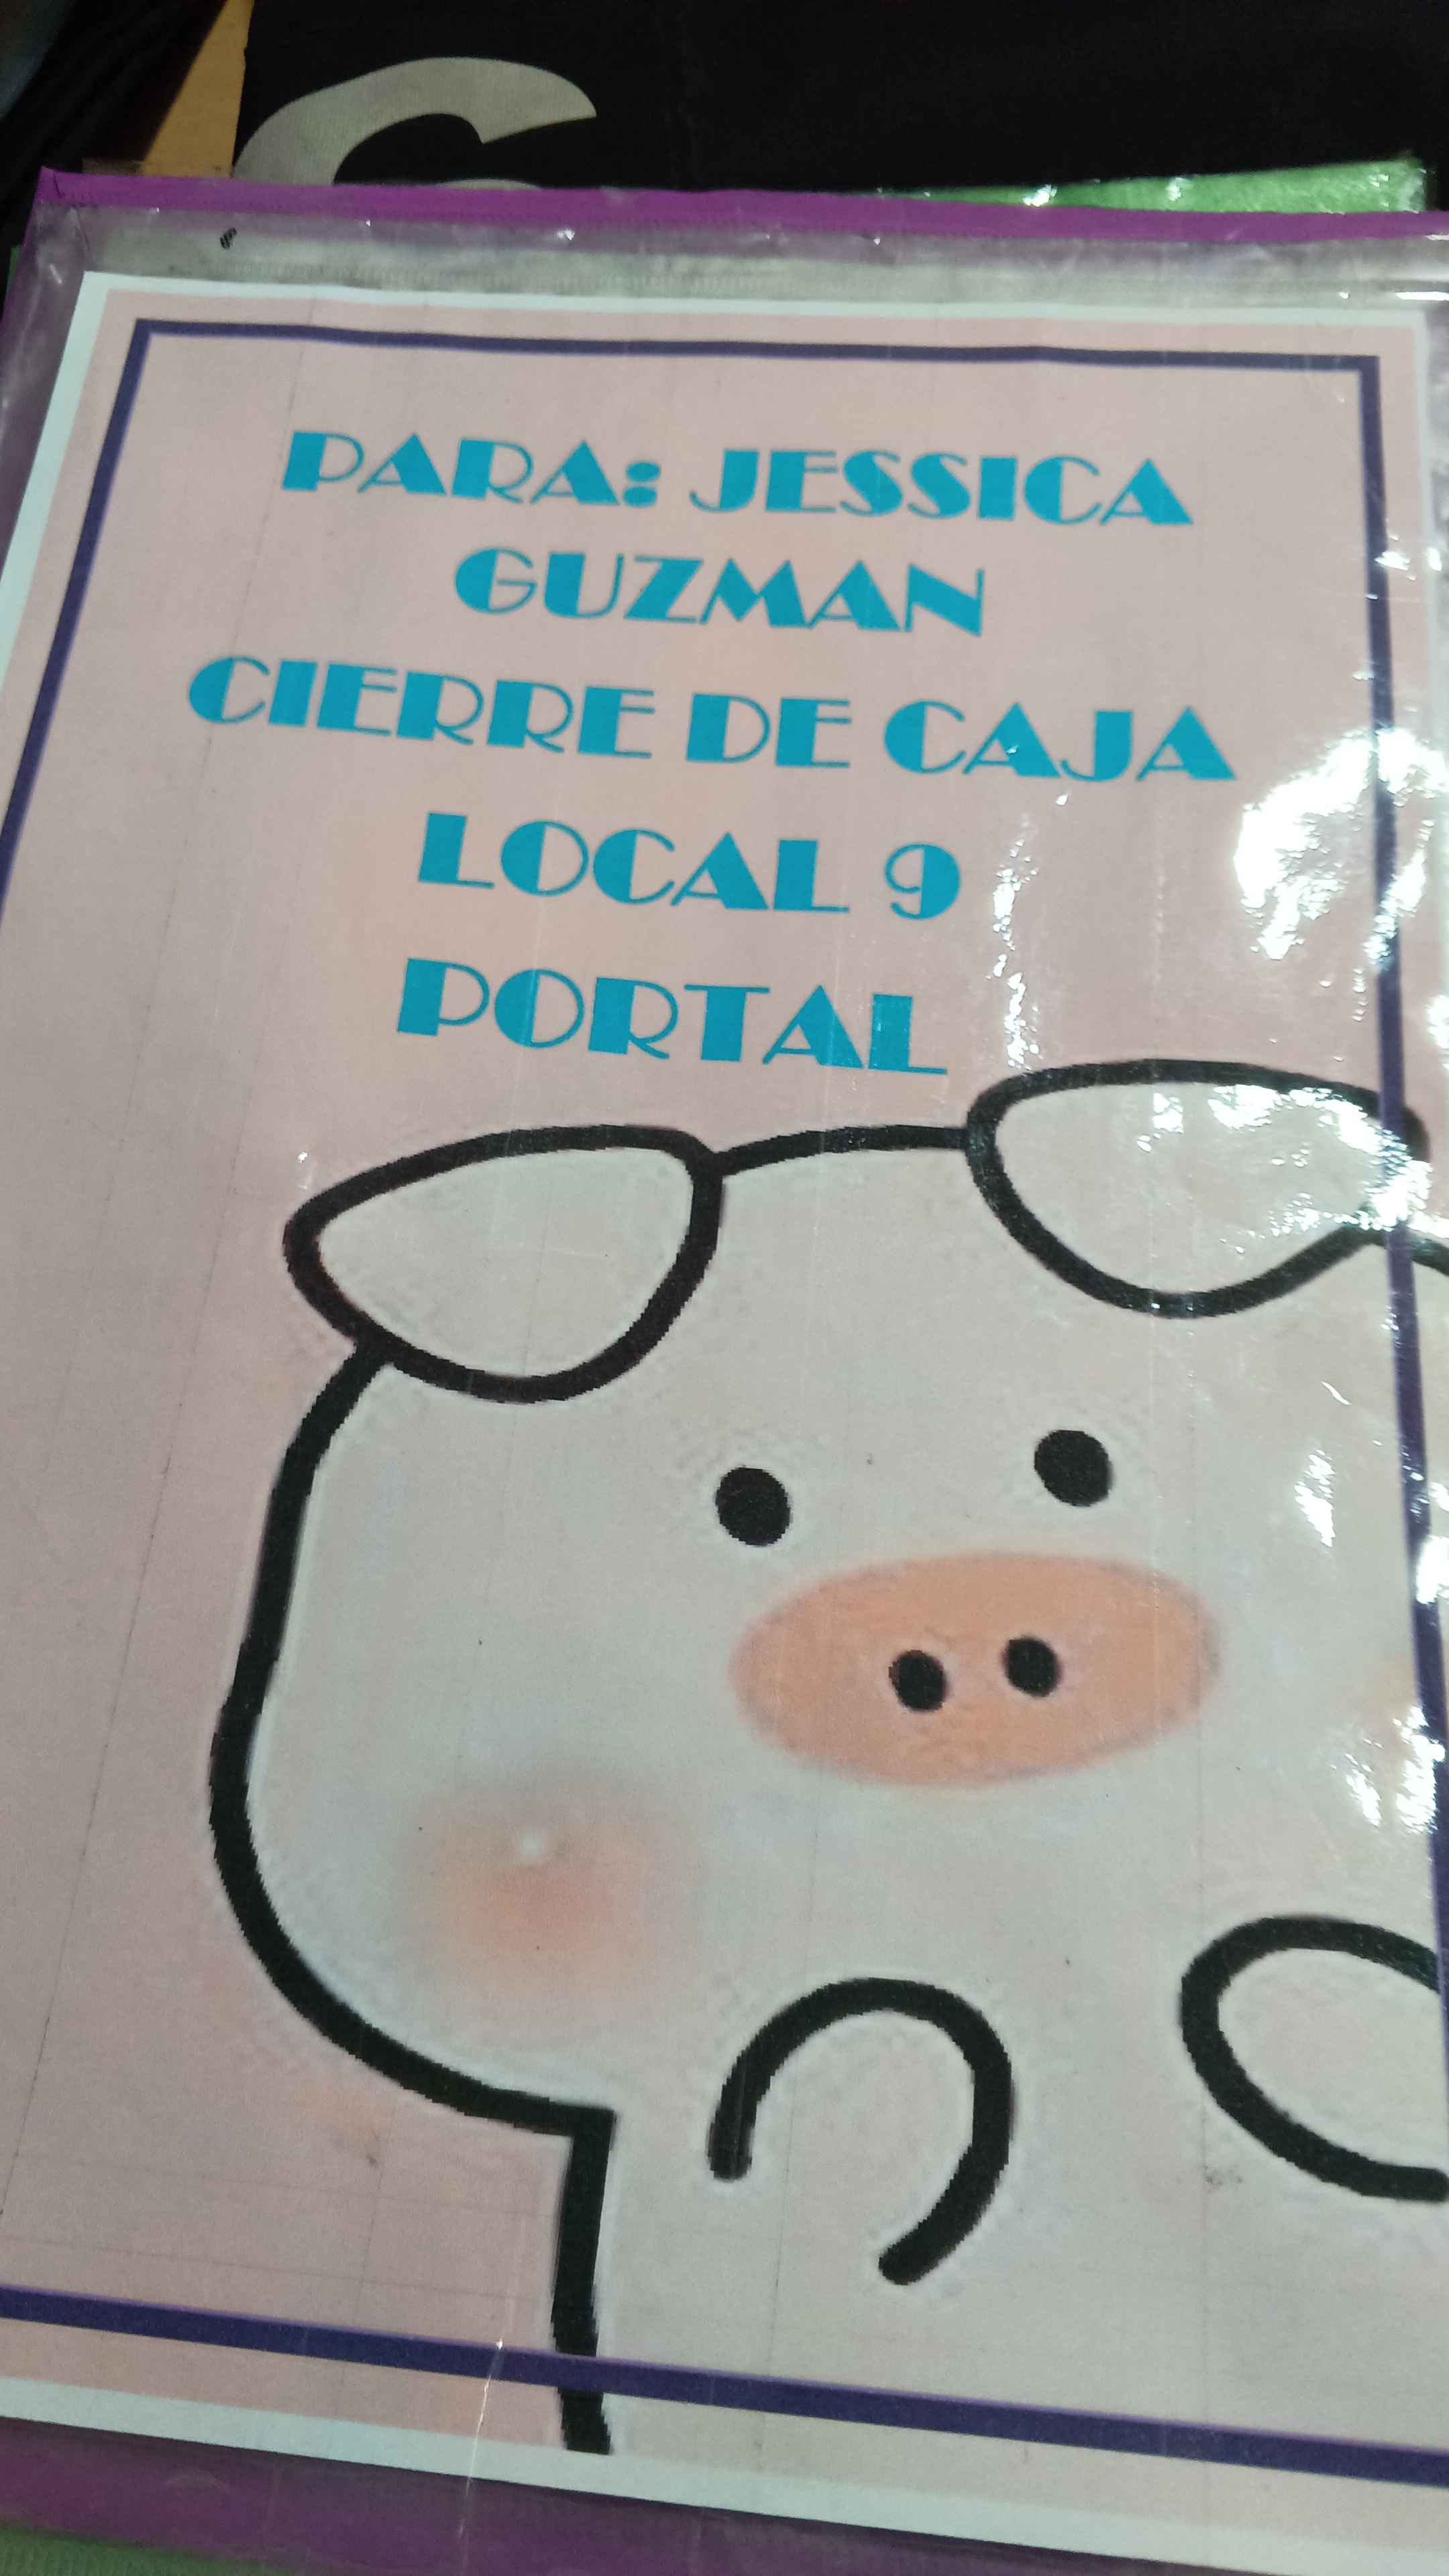 PARA: JESSICA
GUZMAN
CIERRE DE CAJA
LOCAL 9
PORTAL